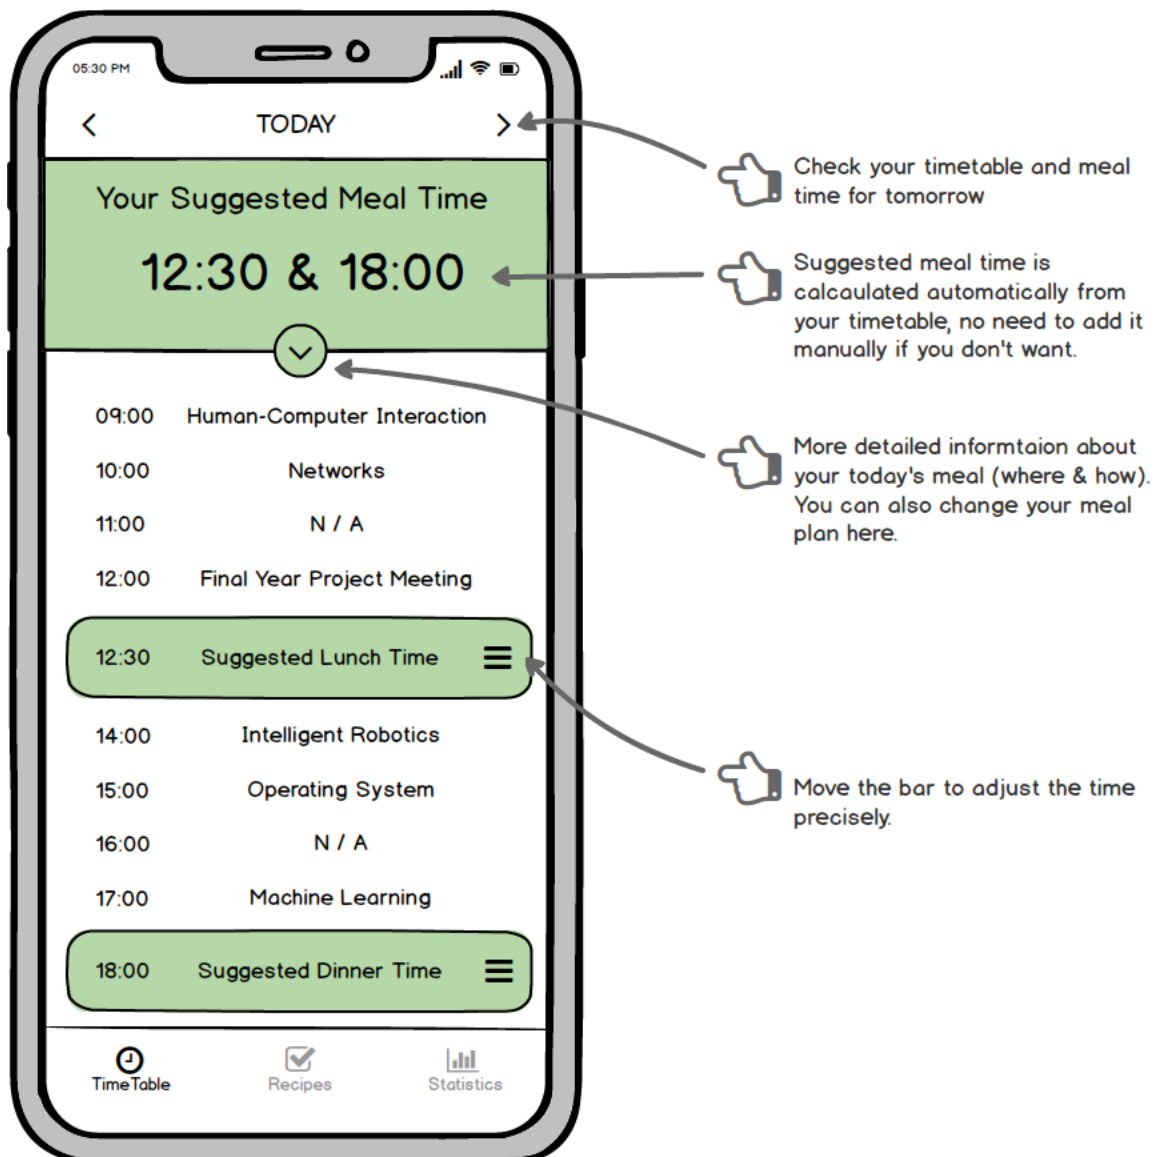 05:30 PM
TODAY
Your Suggested Meal Time
12:30 & 18:00
09:00 Human-Computer Interaction
10:00 Networks
11:00 N / A
12:00 Final Year Project Meeting
12:30 Suggested Lunch Time
14:00 Intelligent Robotics
15:00 Operating System
16:00 N / A
17:00 Machine Learning
18:00 Suggested Dinner Time
TimeTable Recipes Statistics
Check your timetable and meal
time for tomorrow
Suggested meal time is
calcaulated automatically from
your timetable, no need to add it
manually if you don't want.
More detailed informtaion about
your today's meal (where & how).
You can also change your meal
plan here.
Move the bar to adjust the time
precisely.